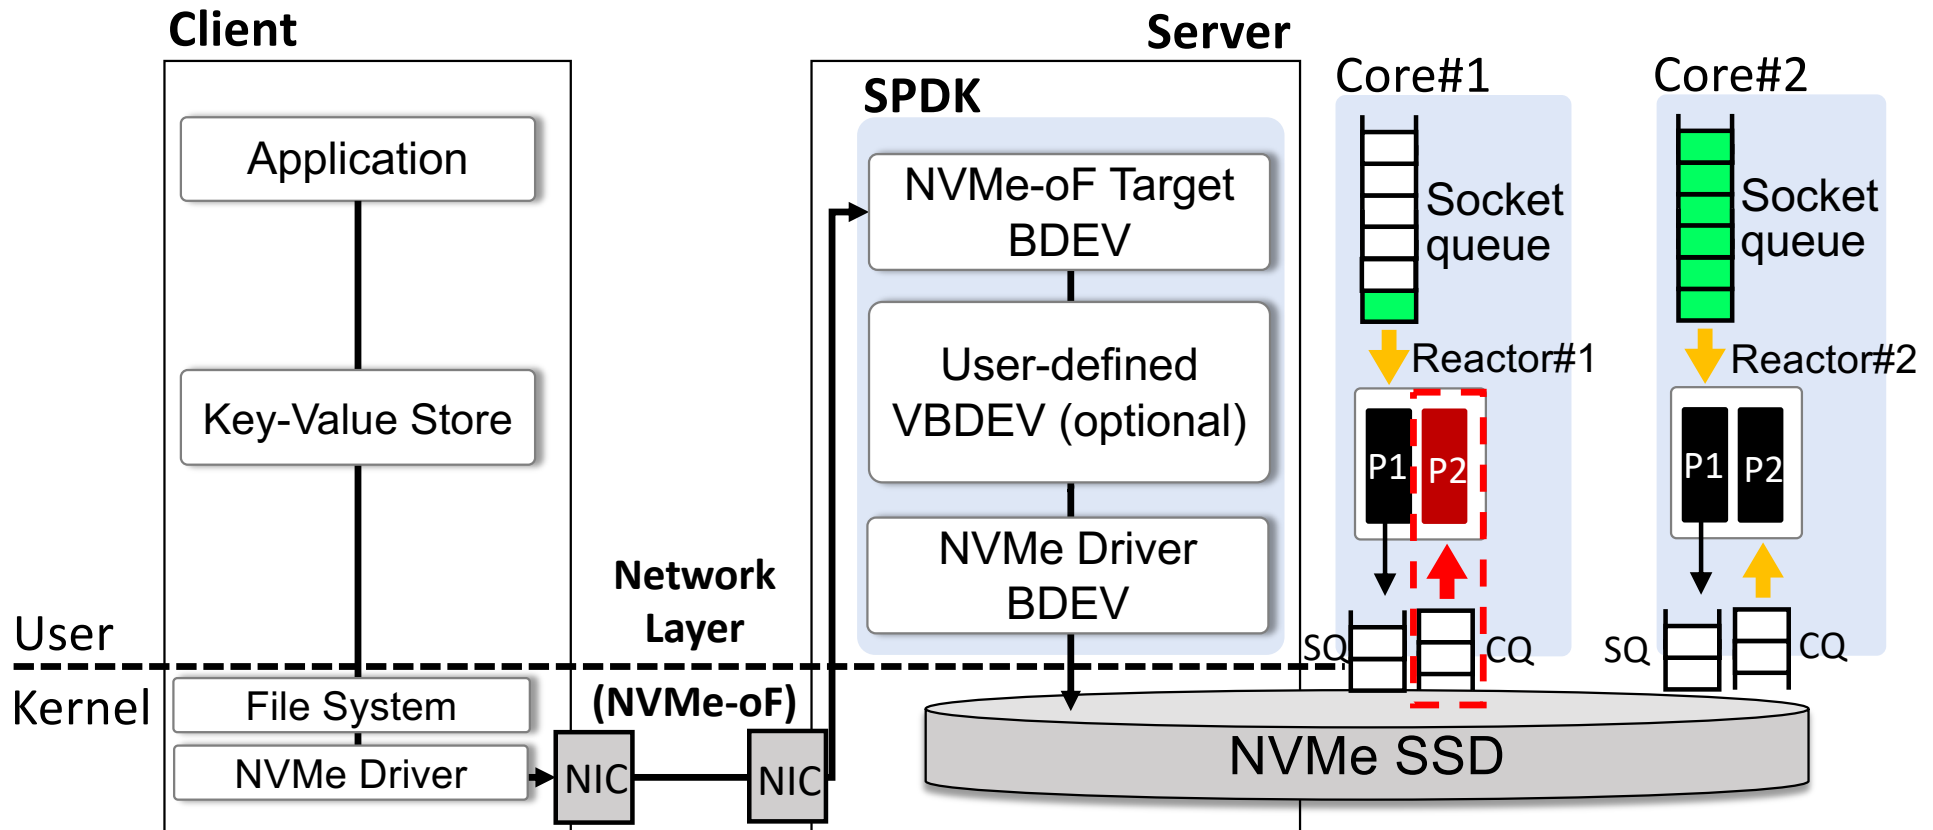 Client
Application
Key-Value Store
User
Kernel
File System
NVMe Driver
NIC
Network
Layer
(NVMe-oF)
NIC
Server
SPDK
NVMe-oF Target
BDEV
User-defined
VBDEV (optional)
NVMe Driver
BDEV
NVMe SSD
Core#1
Socket
queue
Reactor#1
P1
P2
SQ
CQ
Core#2
Socket
queue
Reactor#2
P1
P2
SQ
CQ